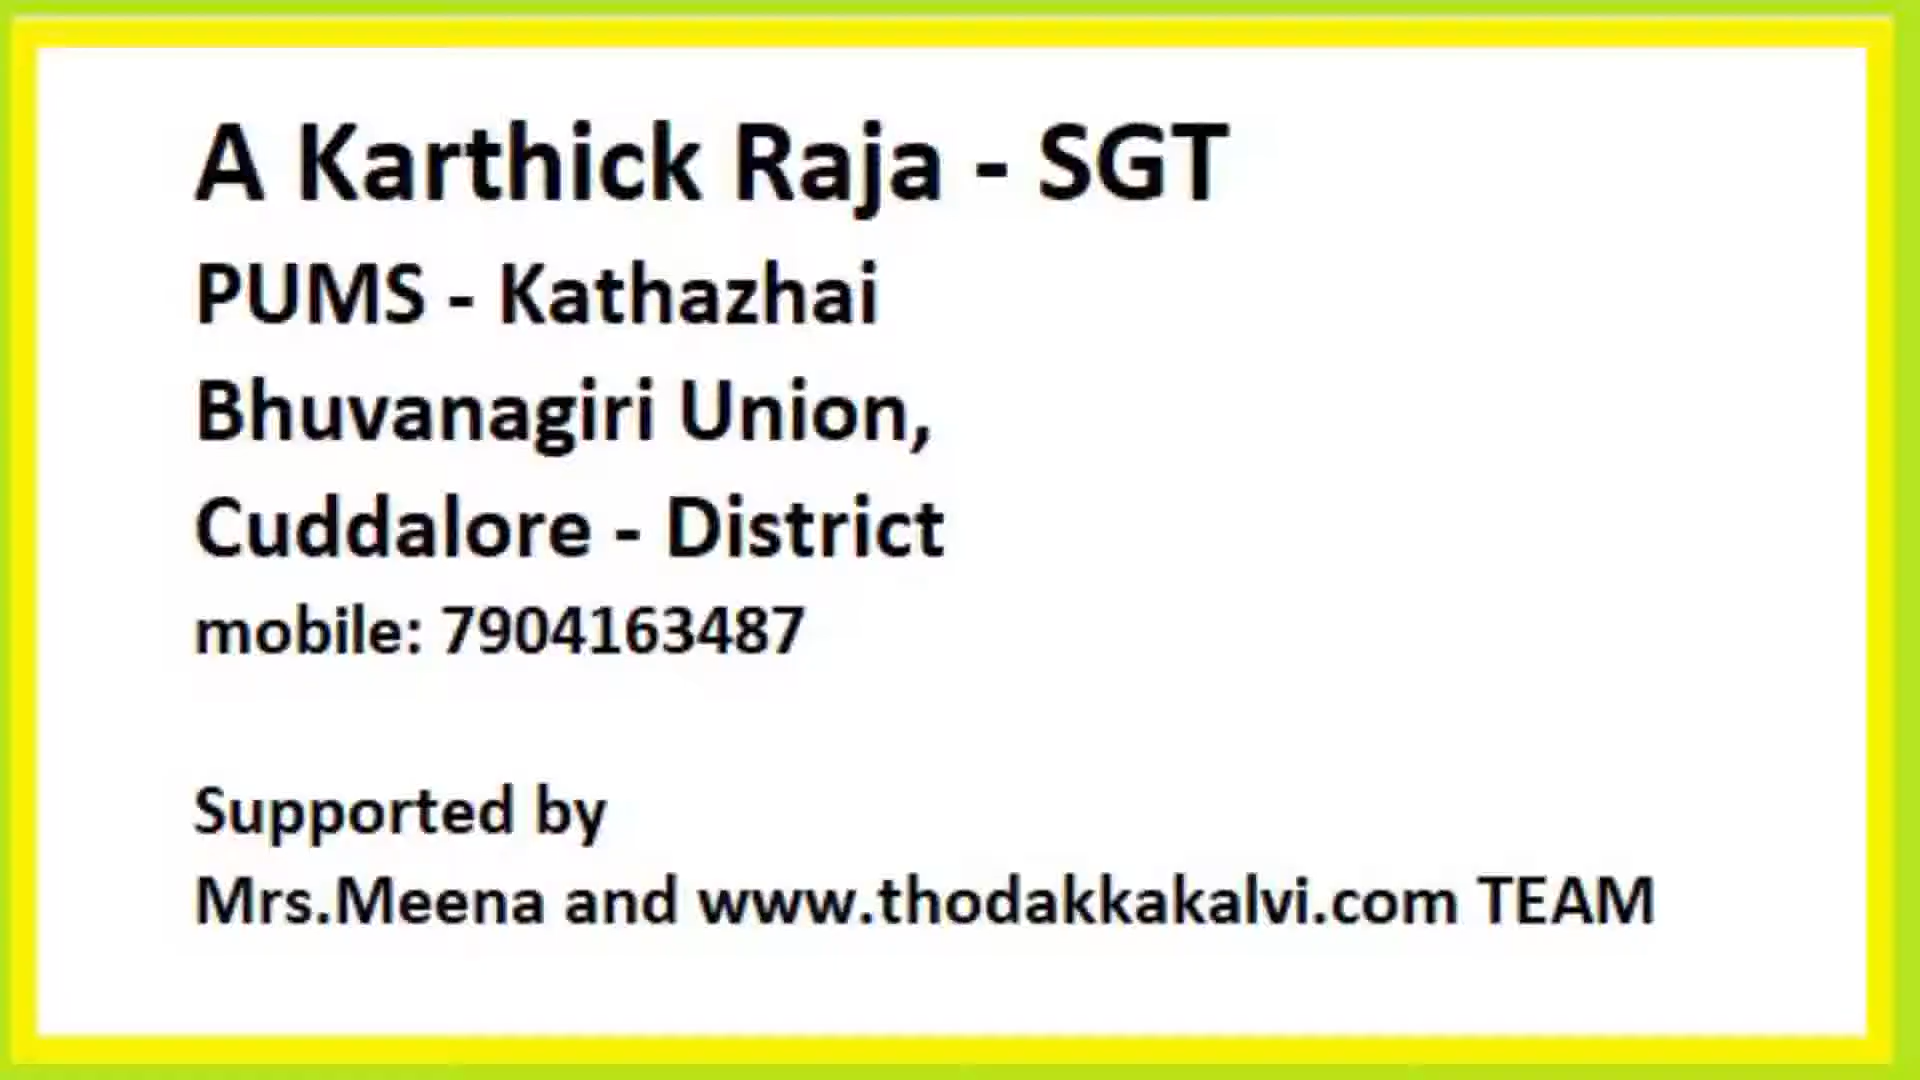 A Karthick Raja - SGT
PUMS - Kathazhai
Bhuvanagiri Union,
Cuddalore - District
mobile: 7904163487
Supported by
Mrs.Meena and www.thodakkakalvi.com TEAM